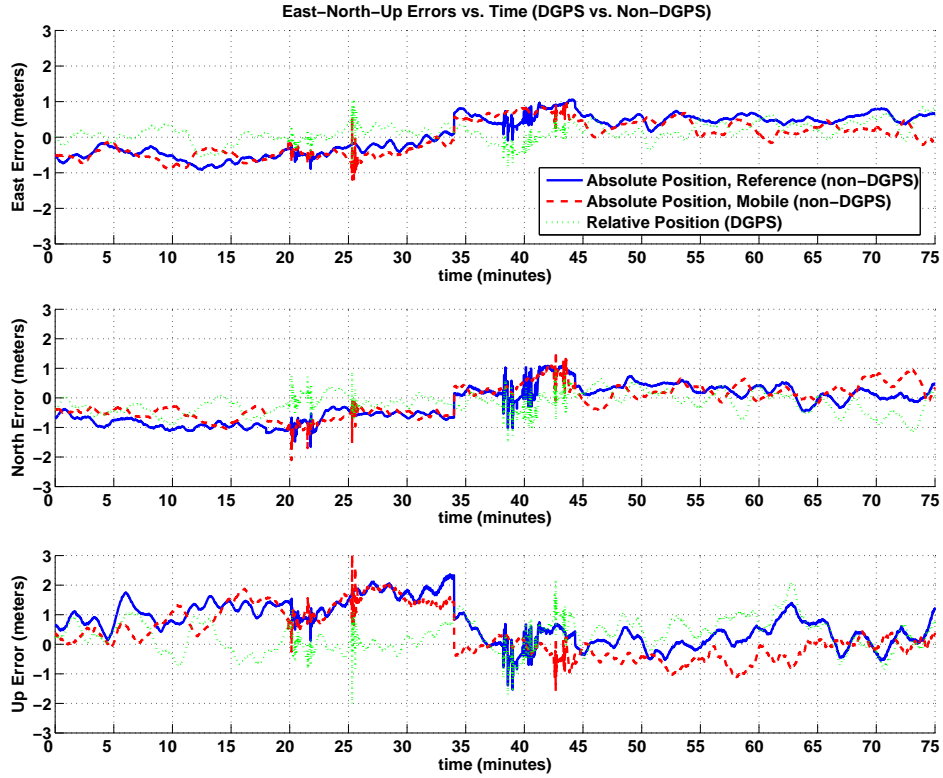 East-North-Up Errors vs. Time (DGPS vs. Non-DGPS)
3
2
1
0
-1
-2
-3
East Error (meters)
Absolute Position, Reference (non-DGPS)
Absolute Position, Mobile (non-DGPS)
Relative Position (DGPS)
0 5 10 15 20 25 30 35 40 45 50 55 60 65 70 75
time (minutes)
3
2
1
0
-1
-2
-3
North Error (meters)
0 5 10 15 20 25 30 35 40 45 50 55 60 65 70 75
time (minutes)
3
2
1
0
-1
-2
-3
Up Error (meters)
0 5 10 15 20 25 30 35 40 45 50 55 60 65 70 75
time (minutes)